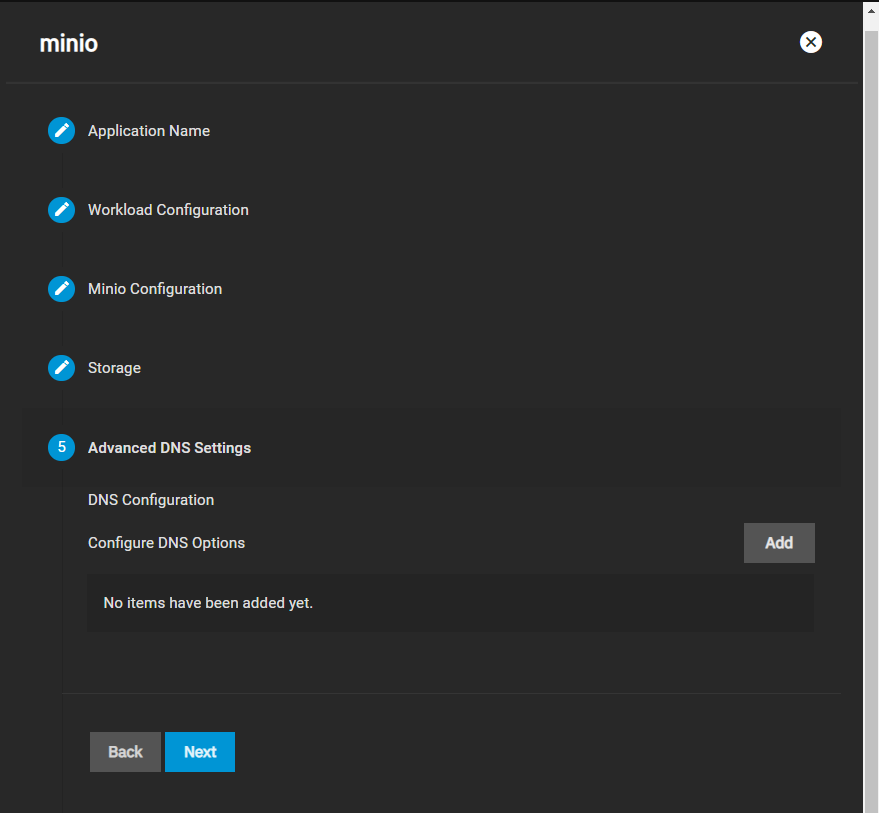 minio
Application Name
Workload Configuration
Minio Configuration
Storage
5 Advanced DNS Settings
DNS Configuration
Configure DNS Options Add
No items have been added yet.
Back Next